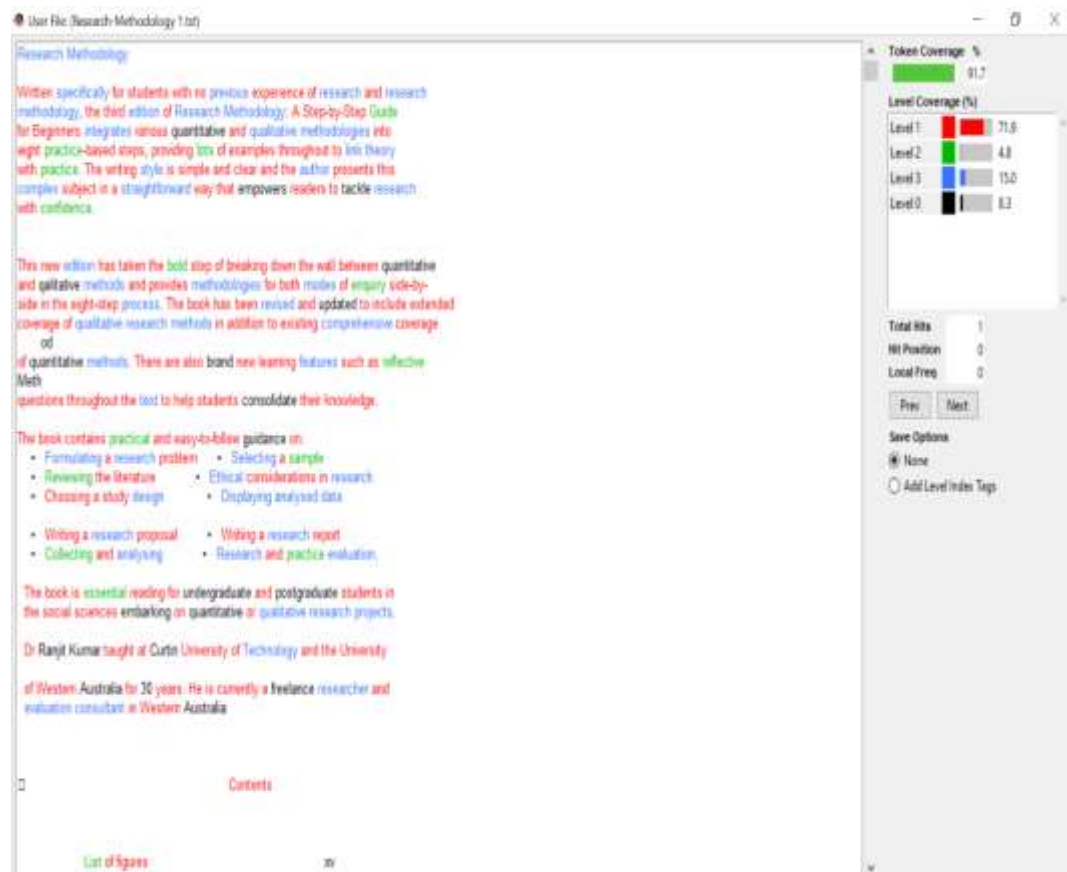 User File: (Research-Methodology 1.txt)
Research Methodology
Written specifically for students with no previous experience of research and research
methodology, the third edition of Research Methodology: A Step-by-Step Guide
for Beginners integrates various quantitative and qualitative methodologies into
eight practice-based steps, providing lots of examples throughout to link theory
with practice. The writing style is simple and clear and the author presents this
complex subject in a straightforward way that empowers readers to tackle research
with confidence.
This new edition has taken the bold step of breaking down the wall between quantitative
and qalitative methods and provides methodologies for both modes of enquiry side-by-
side in the eight-step process. The book has been revised and updated to include extended
coverage of qualitative research methods in addition to existing comprehensive coverage
od
of quantitative methods. There are also brand new learning features such as reflective
Meth
questions throughout the text to help students consolidate their knowledge.
The book contains practical and easy-to-follow guidance on:
• Formulating a research problem • Selecting a sample
• Reviewing the literature • Ethical considerations in research
• Choosing a study design • Displaying analysed data
• Writing a research proposal • Writing a research report
• Collecting and analysing • Research and practice evaluation.
The book is essential reading for undergraduate and postgraduate students in
the social sciences embarking on quantitative or qualitative research projects.
Dr Ranjit Kumar taught at Curtin University of Technology and the University
of Western Australia for 30 years. He is currently a freelance researcher and
evaluation consultant in Western Australia
Contents
List of figures xv
Token Coverage %
91.7
Level Coverage (%)
Level 1 71.9
Level 2 4.8
Level 3 15.0
Level 0 8.3
Total Hits 1
Hit Position 0
Local Freq 0
Prev Next
Save Options
None
Add Level Index Tags